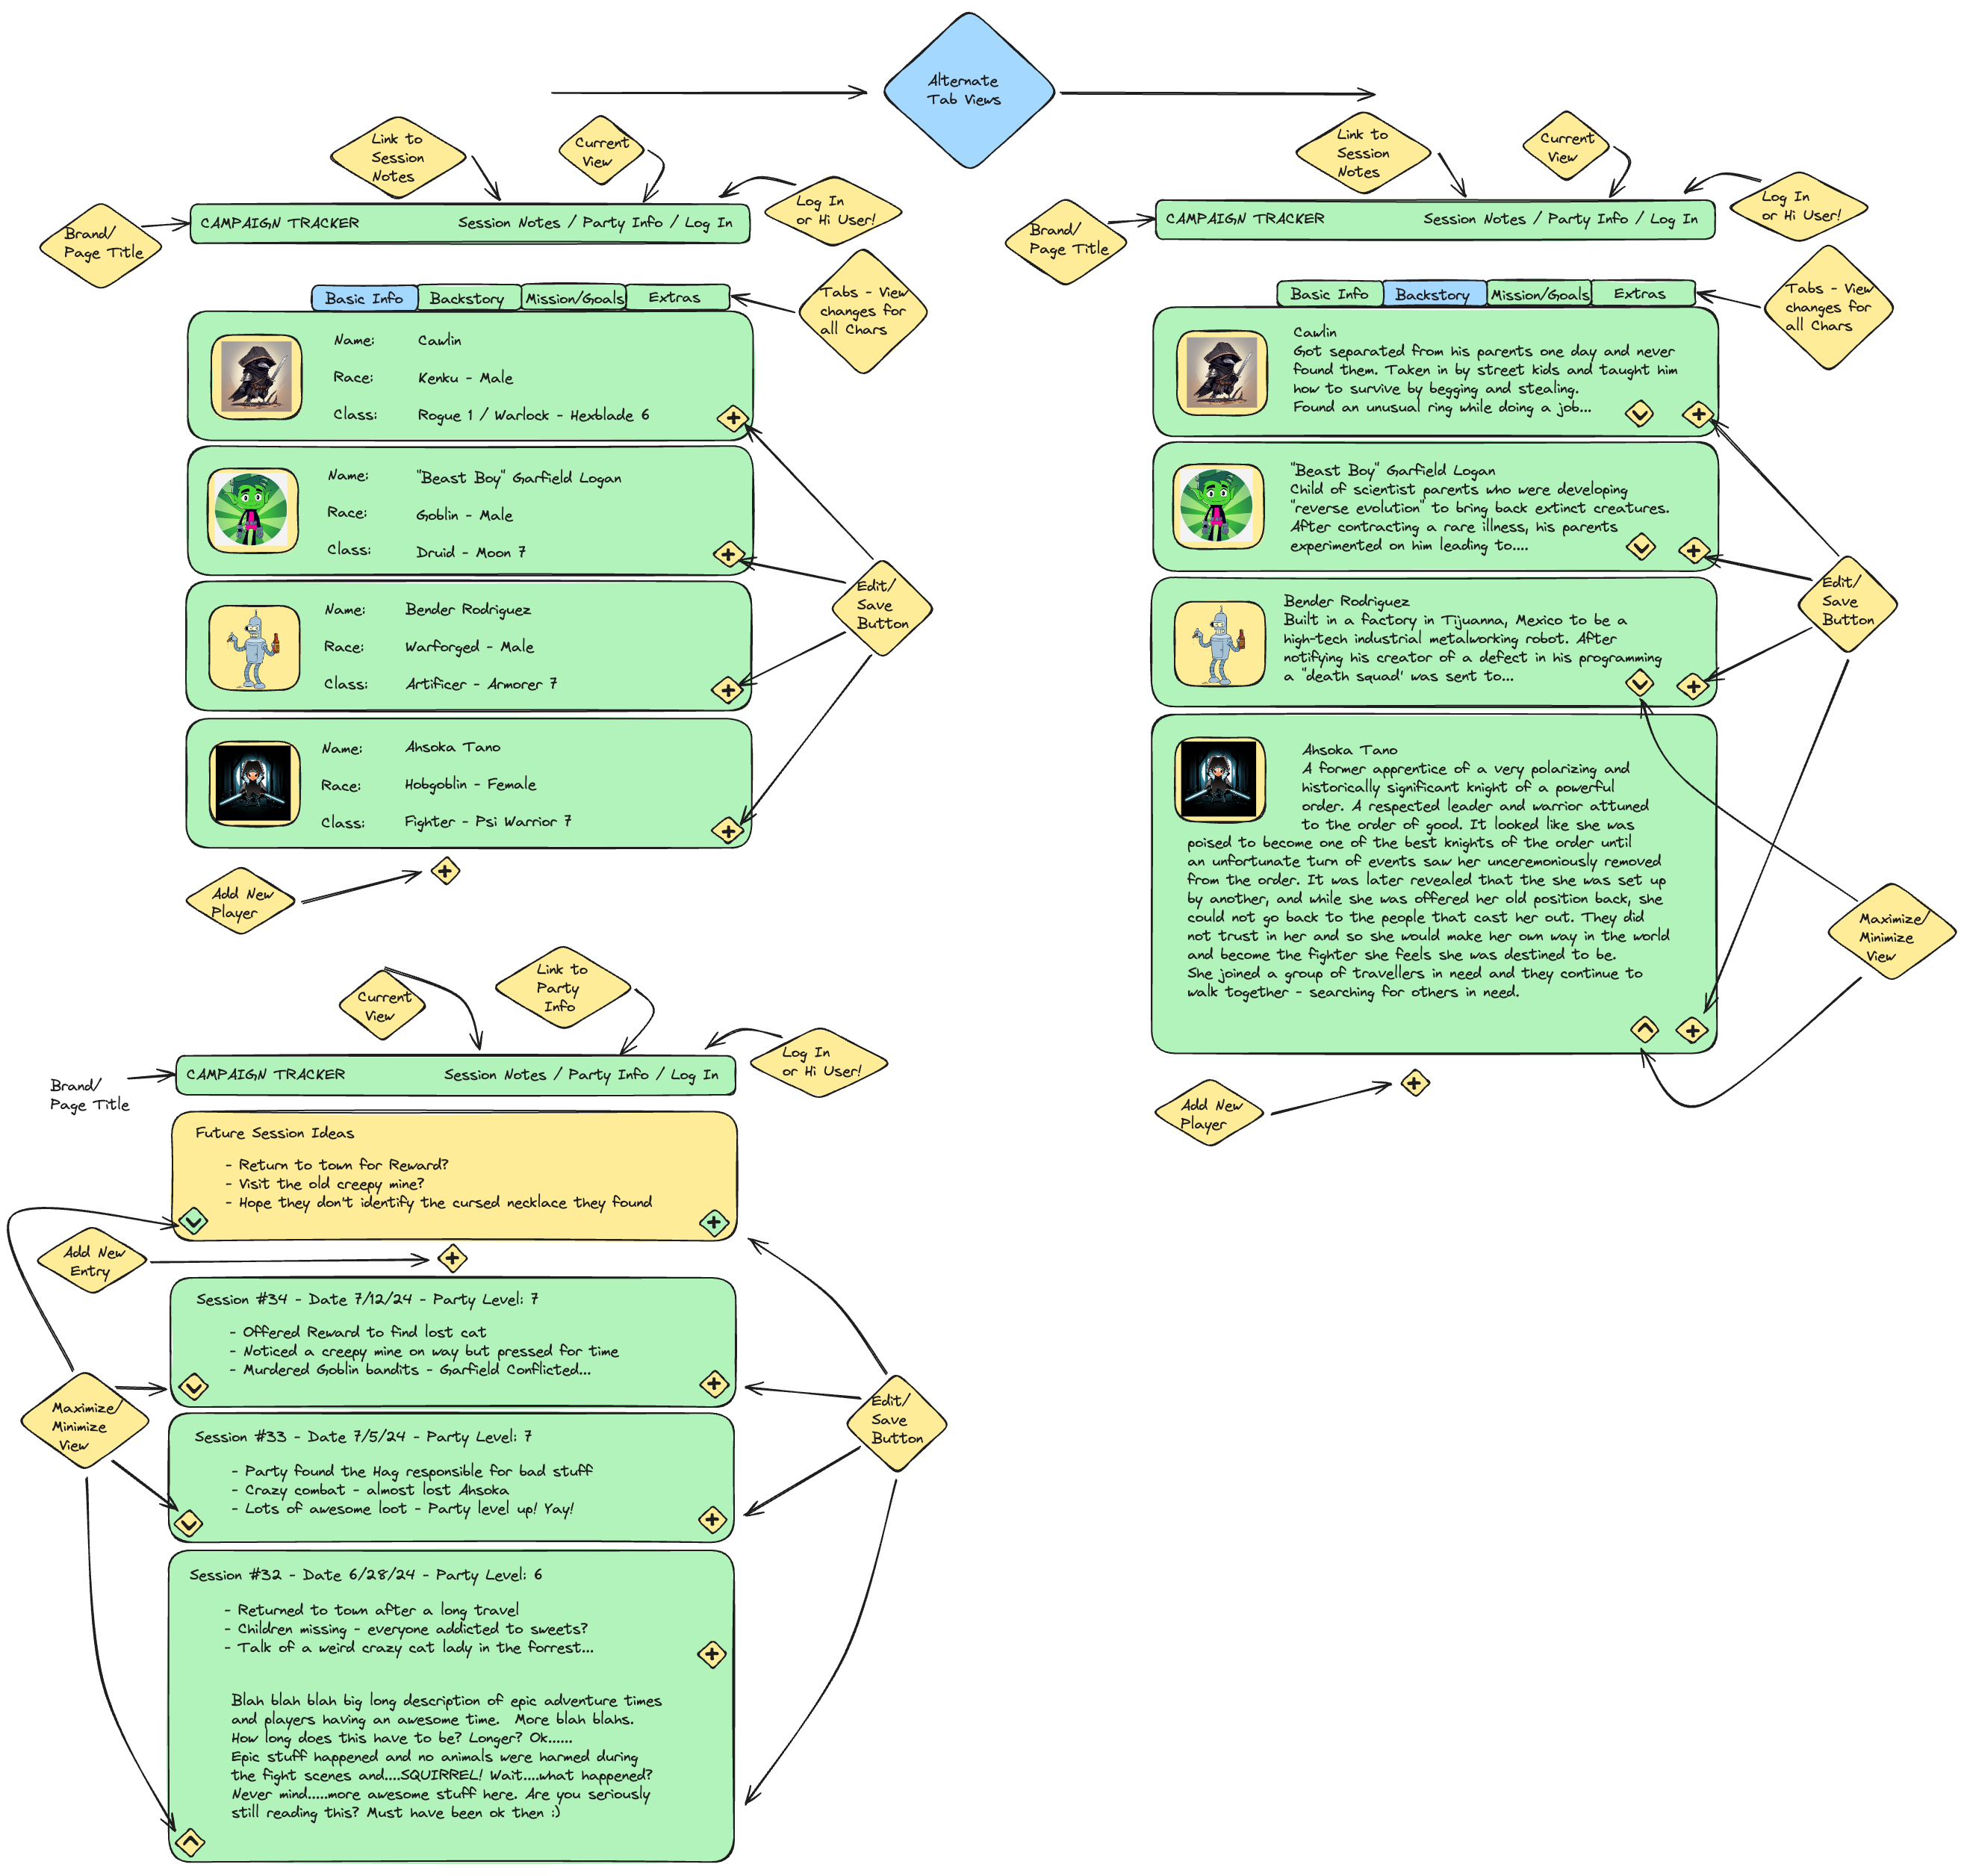 Alternate
Tab Views
Link to
Session
Notes
Current
View
Log In
or Hi User!
Brand/
Page Title
CAMPAIGN TRACKER
Session Notes / Party Info / Log In
Tabs - View
changes for
all Chars
Basic Info
Backstory
Mission/Goals
Extras
Name:
Cawlin
Race:
Kenku - Male
Class:
Rogue 1 / Warlock - Hexblade 6
Name:
"Beast Boy" Garfield Logan
Race:
Goblin - Male
Class:
Druid - Moon 7
Edit/
Save
Button
Name:
Bender Rodriguez
Race:
Warforged - Male
Class:
Artificer - Armorer 7
Name:
Ahsoka Tano
Race:
Hobgoblin - Female
Class:
Fighter - Psi Warrior 7
Add New
Player
Link to
Session
Notes
Current
View
Log In
or Hi User!
Brand/
Page Title
CAMPAIGN TRACKER
Session Notes / Party Info / Log In
Tabs - View
changes for
all Chars
Basic Info
Backstory
Mission/Goals
Extras
Cawlin
Got separated from his parents one day and never
found them. Taken in by street kids and taught him
how to survive by begging and stealing.
Found an unusual ring while doing a job...
"Beast Boy" Garfield Logan
Child of scientist parents who were developing
"reverse evolution" to bring back extinct creatures.
After contracting a rare illness, his parents
experimented on him leading to....
Edit/
Save
Button
Bender Rodriguez
Built in a factory in Tijuanna, Mexico to be a
high-tech industrial metalworking robot. After
notifying his creator of a defect in his programming
a "death squad' was sent to...
Ahsoka Tano
A former apprentice of a very polarizing and
historically significant knight of a powerful
order. A respected leader and warrior attuned
to the order of good. It looked like she was
poised to become one of the best knights of the order until
an unfortunate turn of events saw her unceremoniously removed
from the order. It was later revealed that the she was set up
by another, and while she was offered her old position back, she
could not go back to the people that cast her out. They did
not trust in her and so she would make her own way in the world
and become the fighter she feels she was destined to be.
She joined a group of travellers in need and they continue to
walk together - searching for others in need.
Maximize/
Minimize
View
Add New
Player
Current
View
Link to
Party
Info
Log In
or Hi User!
Brand/
Page Title
CAMPAIGN TRACKER
Session Notes / Party Info / Log In
Future Session Ideas
- Return to town for Reward?
- Visit the old creepy mine?
- Hope they don't identify the cursed necklace they found
Add New
Entry
Session #34 - Date 7/12/24 - Party Level: 7
- Offered Reward to find lost cat
- Noticed a creepy mine on way but pressed for time
- Murdered Goblin bandits - Garfield Conflicted...
Maximize/
Minimize
View
Edit/
Save
Button
Session #33 - Date 7/5/24 - Party Level: 7
- Party found the Hag responsible for bad stuff
- Crazy combat - almost lost Ahsoka
- Lots of awesome loot - Party level up! Yay!
Session #32 - Date 6/28/24 - Party Level: 6
- Returned to town after a long travel
- Children missing - everyone addicted to sweets?
- Talk of a weird crazy cat lady in the forrest...
Blah blah blah big long description of epic adventure times
and players having an awesome time.  More blah blahs.
How long does this have to be? Longer? Ok......
Epic stuff happened and no animals were harmed during
the fight scenes and....SQUIRREL! Wait....what happened?
Never mind.....more awesome stuff here. Are you seriously
still reading this? Must have been ok then :)